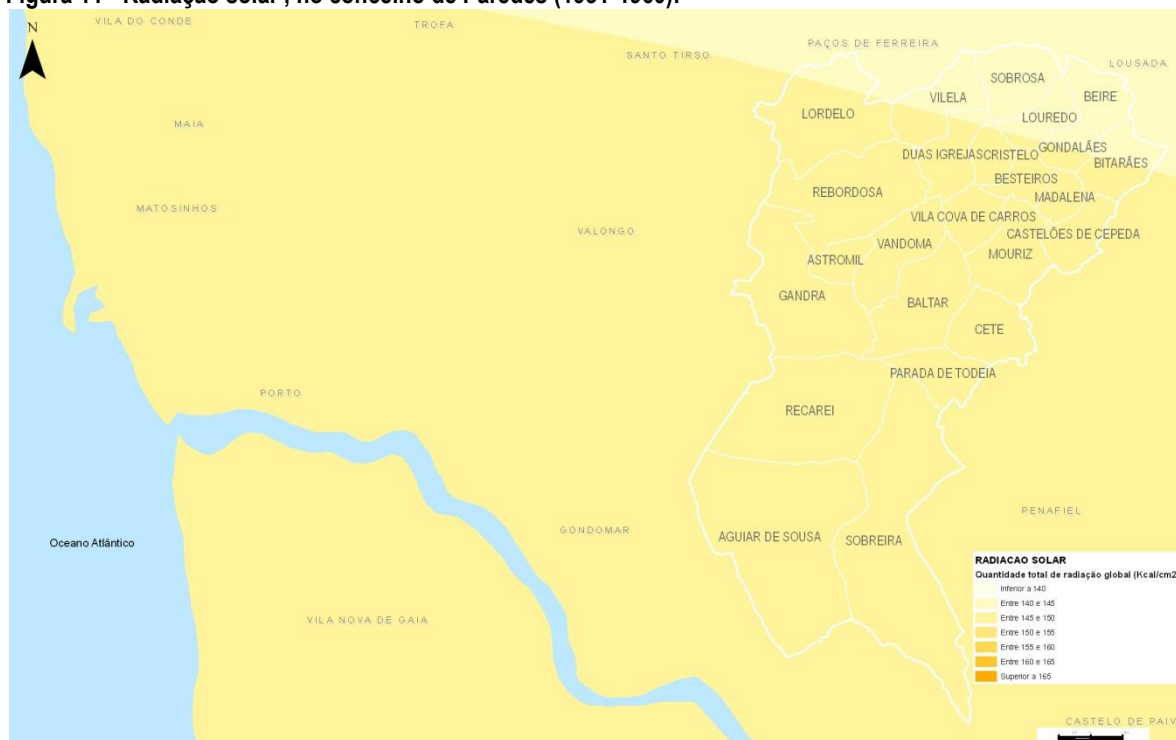 Figura 11 - Radiação solar , no concelho de Paredes (1931-1960).
VILA DO CONDE
TROFA
N
SANTO TIRSO
PAÇOS DE FERREIRA
LOUSADA
SOBROSA
VILELA
BEIRE
LORDELO
LOUREDO
MAIA
DUAS IGREJAS
CRISTELO
GONDALÃES
BITARÃES
BESTEIROS
REBORDOSA
MADALENA
MATOSINHOS
VILA COVA DE CARROS
VALONGO
CASTELÕES DE CEPEDA
VANDOMA
MOURIZ
ASTROMIL
GANDRA
BALTAR
CETE
PARADA DE TODEIA
PORTO
RECAREI
PENAFIEL
GONDOMAR
AGUIAR DE SOUSA
SOBREIRA
Oceano Atlântico
RADIACAO SOLAR
Quantidade total de radiação global (Kcal/cm2
Inferior a 140
Entre 140 e 145
Entre 145 e 150
Entre 150 e 155
Entre 155 e 160
Entre 160 e 165
Superior a 165
VILA NOVA DE GAIA
CASTELO DE PAIV